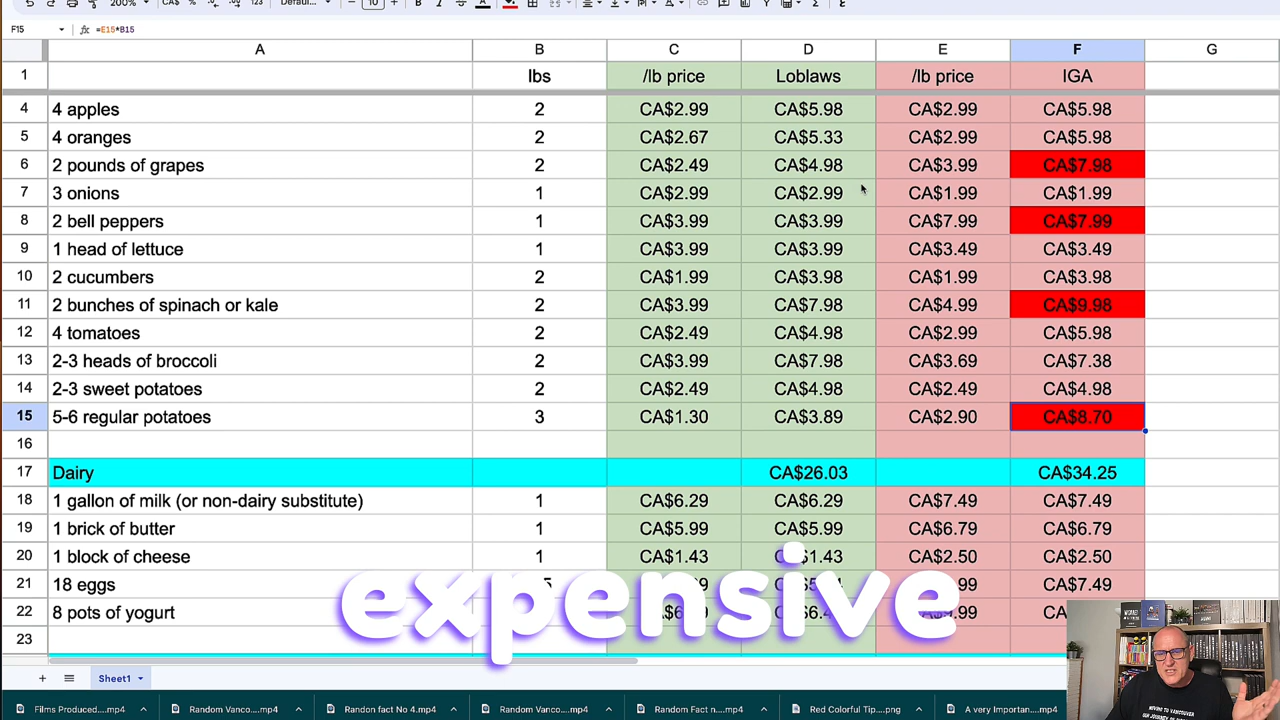 200%
CA$
%
123
Defaul...
10
F15 =E15*B15
A B C D E F G
1 lbs /lb price Loblaws /lb price IGA
4 4 apples 2 CA$2.99 CA$5.98 CA$2.99 CA$5.98
5 4 oranges 2 CA$2.67 CA$5.33 CA$2.99 CA$5.98
6 2 pounds of grapes 2 CA$2.49 CA$4.98 CA$3.99 CA$7.98
7 3 onions 1 CA$2.99 CA$2.99 CA$1.99 CA$1.99
8 2 bell peppers 1 CA$3.99 CA$3.99 CA$7.99 CA$7.99
9 1 head of lettuce 1 CA$3.99 CA$3.99 CA$3.49 CA$3.49
10 2 cucumbers 2 CA$1.99 CA$3.98 CA$1.99 CA$3.98
11 2 bunches of spinach or kale 2 CA$3.99 CA$7.98 CA$4.99 CA$9.98
12 4 tomatoes 2 CA$2.49 CA$4.98 CA$2.99 CA$5.98
13 2-3 heads of broccoli 2 CA$3.99 CA$7.98 CA$3.69 CA$7.38
14 2-3 sweet potatoes 2 CA$2.49 CA$4.98 CA$2.49 CA$4.98
15 5-6 regular potatoes 3 CA$1.30 CA$3.89 CA$2.90 CA$8.70
16
17 Dairy CA$26.03 CA$34.25
18 1 gallon of milk (or non-dairy substitute) 1 CA$6.29 CA$6.29 CA$7.49 CA$7.49
19 1 brick of butter 1 CA$5.99 CA$5.99 CA$6.79 CA$6.79
20 1 block of cheese 1 CA$1.43 CA$1.43 CA$2.50 CA$2.50
21 18 eggs CA$7.49
22 8 pots of yogurt
23
expensive
Sheet1
Films Produced....mp4 Random Vanco....mp4 Randon fact No 4.mp4 Random Vanco....mp4 Random Fact n....mp4 Red Colorful Tip....png A very Important...